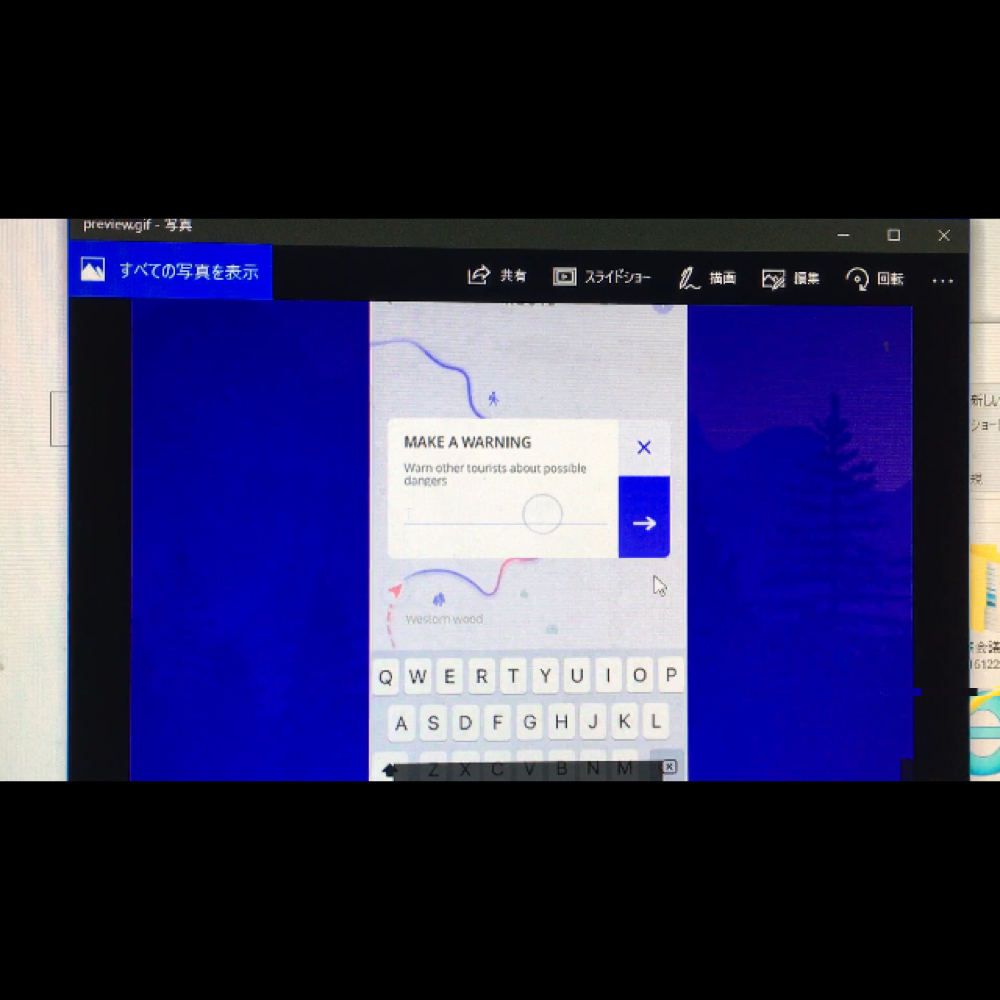 preview.gif - 写真
すべての写真を表示
共有
スライドショー
描画
編集
回転
...
MAKE A WARNING
Warn other tourists about possible
dangers
Western wood
Q W E R T Y U I O P
A S D F G H J K L
Z X C V B N M
新しい
ショート
会議